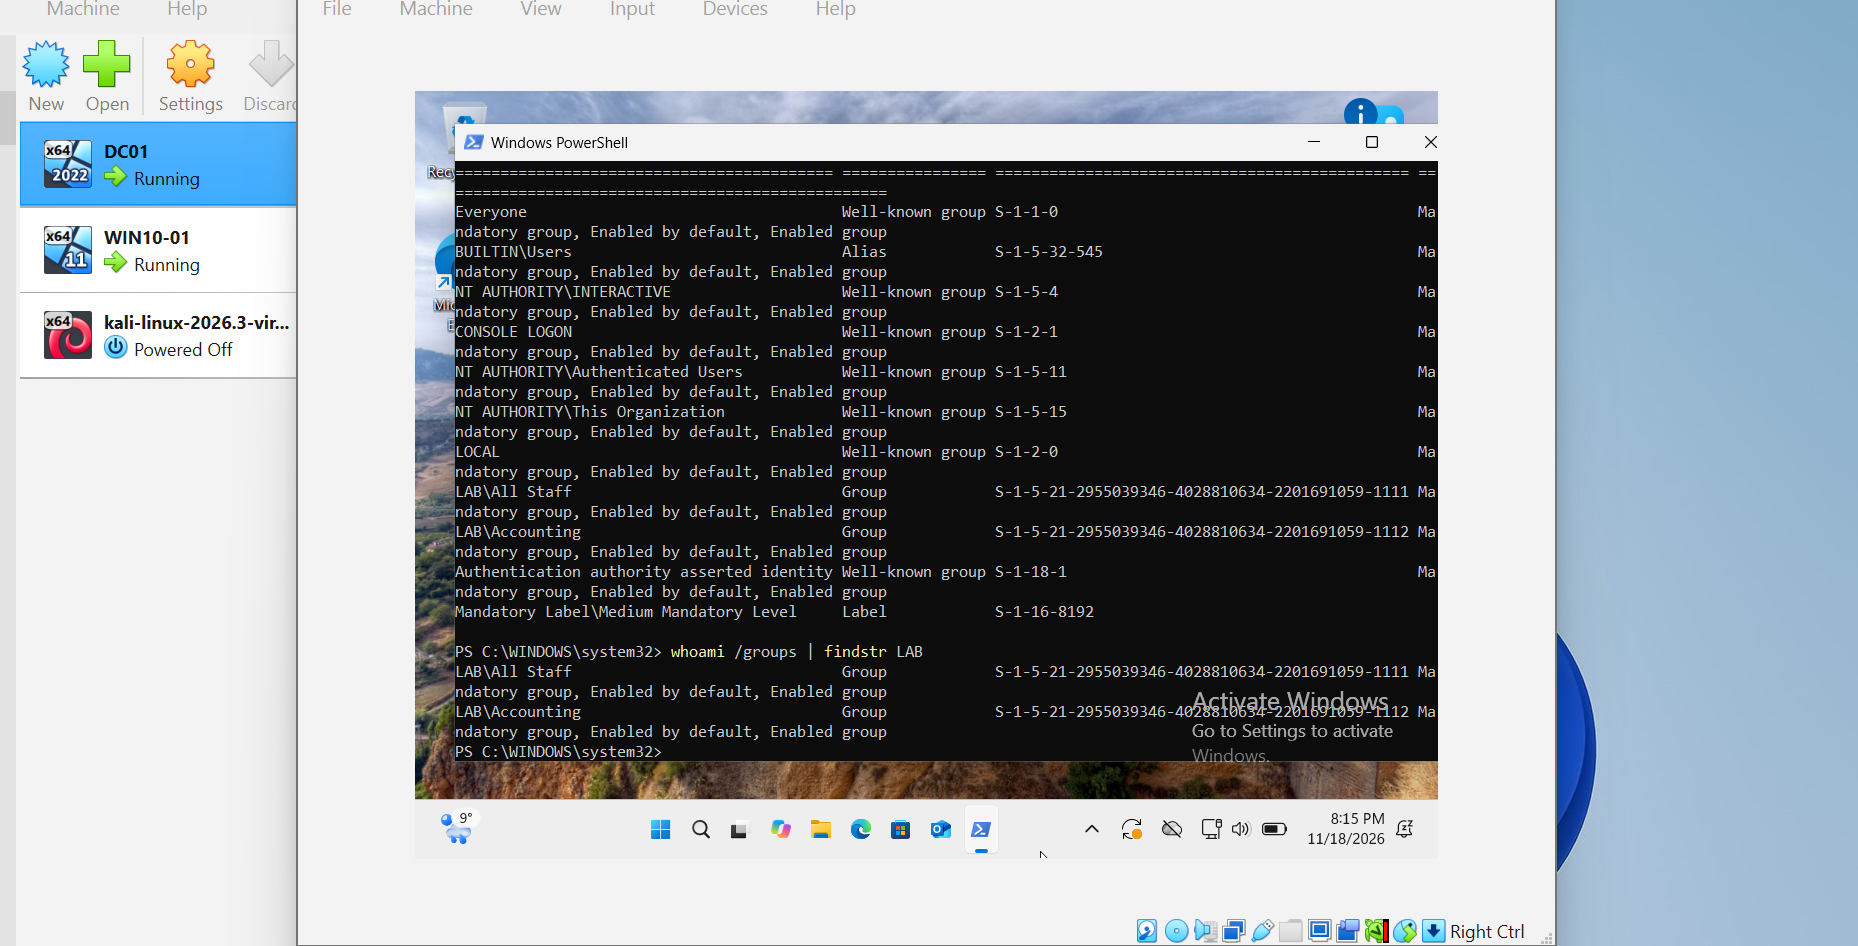 Machine Help
File Machine View Input Devices Help
New Open Settings Discard
x64 2022 DC01
Running
x64 11 WIN10-01
Running
x64 kali-linux-2026.3-vir...
Powered Off
Windows PowerShell
========================================== ================ ============================================== ==
================================================
Everyone Well-known group S-1-1-0 Ma
ndatory group, Enabled by default, Enabled group
BUILTIN\Users Alias S-1-5-32-545 Ma
ndatory group, Enabled by default, Enabled group
NT AUTHORITY\INTERACTIVE Well-known group S-1-5-4 Ma
ndatory group, Enabled by default, Enabled group
CONSOLE LOGON Well-known group S-1-2-1 Ma
ndatory group, Enabled by default, Enabled group
NT AUTHORITY\Authenticated Users Well-known group S-1-5-11 Ma
ndatory group, Enabled by default, Enabled group
NT AUTHORITY\This Organization Well-known group S-1-5-15 Ma
ndatory group, Enabled by default, Enabled group
LOCAL Well-known group S-1-2-0 Ma
ndatory group, Enabled by default, Enabled group
LAB\All Staff Group S-1-5-21-2955039346-4028810634-2201691059-1111 Ma
ndatory group, Enabled by default, Enabled group
LAB\Accounting Group S-1-5-21-2955039346-4028810634-2201691059-1112 Ma
ndatory group, Enabled by default, Enabled group
Authentication authority asserted identity Well-known group S-1-18-1 Ma
ndatory group, Enabled by default, Enabled group
Mandatory Label\Medium Mandatory Level Label S-1-16-8192
PS C:\WINDOWS\system32> whoami /groups | findstr LAB
LAB\All Staff Group S-1-5-21-2955039346-4028810634-2201691059-1111 Ma
ndatory group, Enabled by default, Enabled group
LAB\Accounting Group S-1-5-21-2955039346-4028810634-2201691059-1112 Ma
ndatory group, Enabled by default, Enabled group
PS C:\WINDOWS\system32>
Activate Windows
Go to Settings to activate
Windows.
9°
8:15 PM
11/18/2026
Right Ctrl